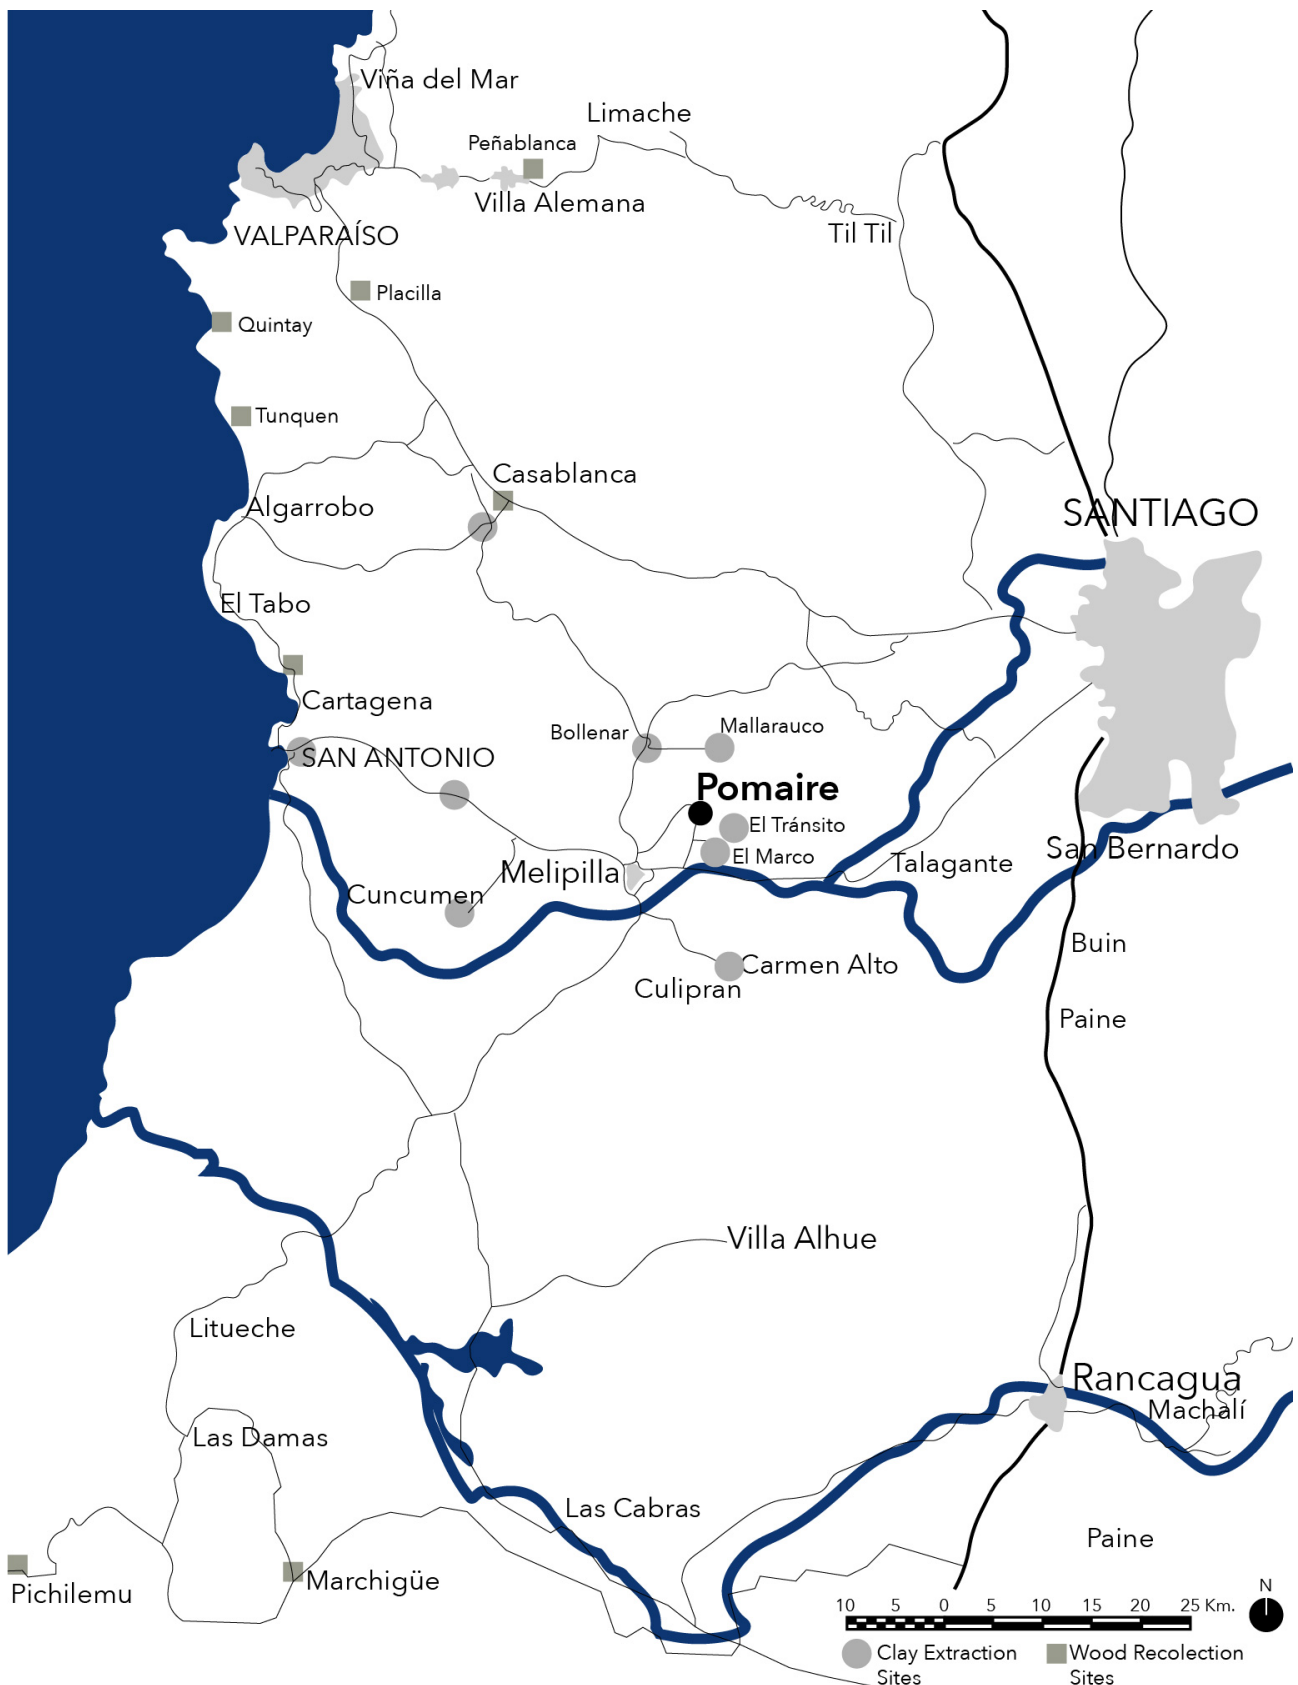 Viña del Mar
Limache
Peñablanca
Villa Alemana
Til Til
VALPARAÍSO
Placilla
Quintay
Tunquen
Casablanca
Algarrobo
SANTIAGO
El Tabo
Cartagena
Bollenar
Mallarauco
SAN ANTONIO
Pomaire
El Tránsito
El Marco
San Bernardo
Talagante
Melipilla
Cuncumen
Buin
Carmen Alto
Culipran
Paine
Villa Alhue
Litueche
Rancagua
Machalí
Las Damas
Las Cabras
Paine
Marchigüe
Pichilemu
N
10 5 0 5 10 15 20 25 Km.
Clay Extraction
Sites
Wood Recolection
Sites